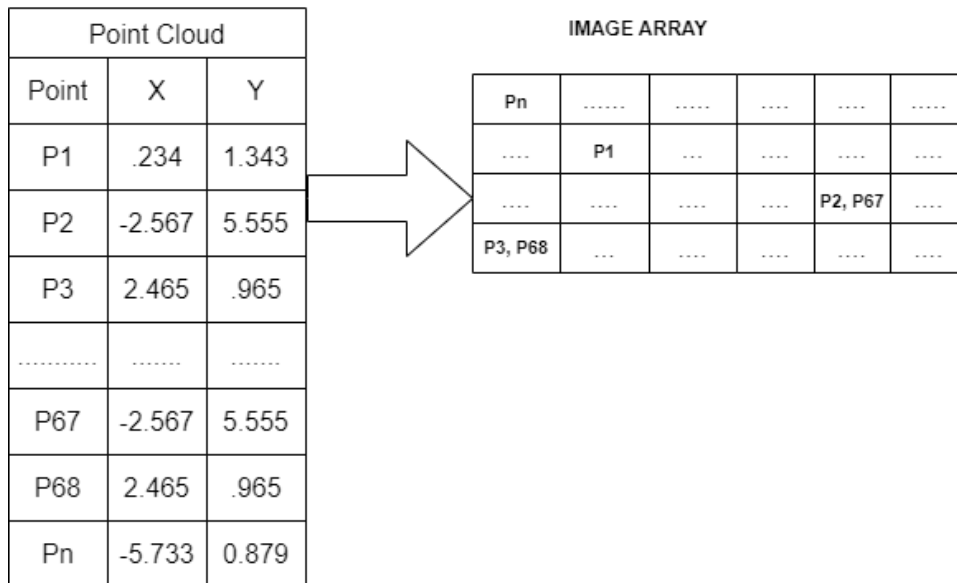 Point Cloud
Point X Y
P1 .234 1.343
P2 -2.567 5.555
P3 2.465 .965
........... ....... .......
P67 -2.567 5.555
P68 2.465 .965
Pn -5.733 0.879
IMAGE ARRAY
Pn ...... ..... .... .... .....
.... P1 ... .... .... ....
.... .... .... .... P2, P67 ....
P3, P68 ... .... .... .... ....